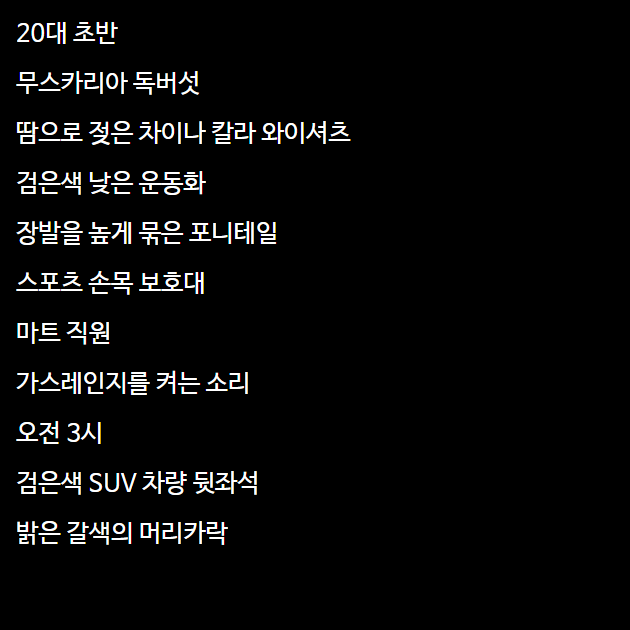 20대 초반
무스카리아 독버섯
땀으로 젖은 차이나 칼라 와이셔츠
검은색 낮은 운동화
장발을 높게 묶은 포니테일
스포츠 손목 보호대
마트 직원
가스레인지를 켜는 소리
오전 3시
검은색 SUV 차량 뒷좌석
밝은 갈색의 머리카락